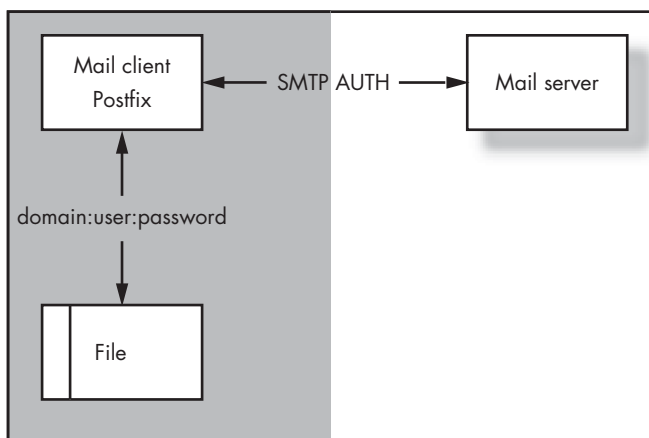 Mail client
Postfix
SMTP AUTH
Mail server
domain:user:password
File